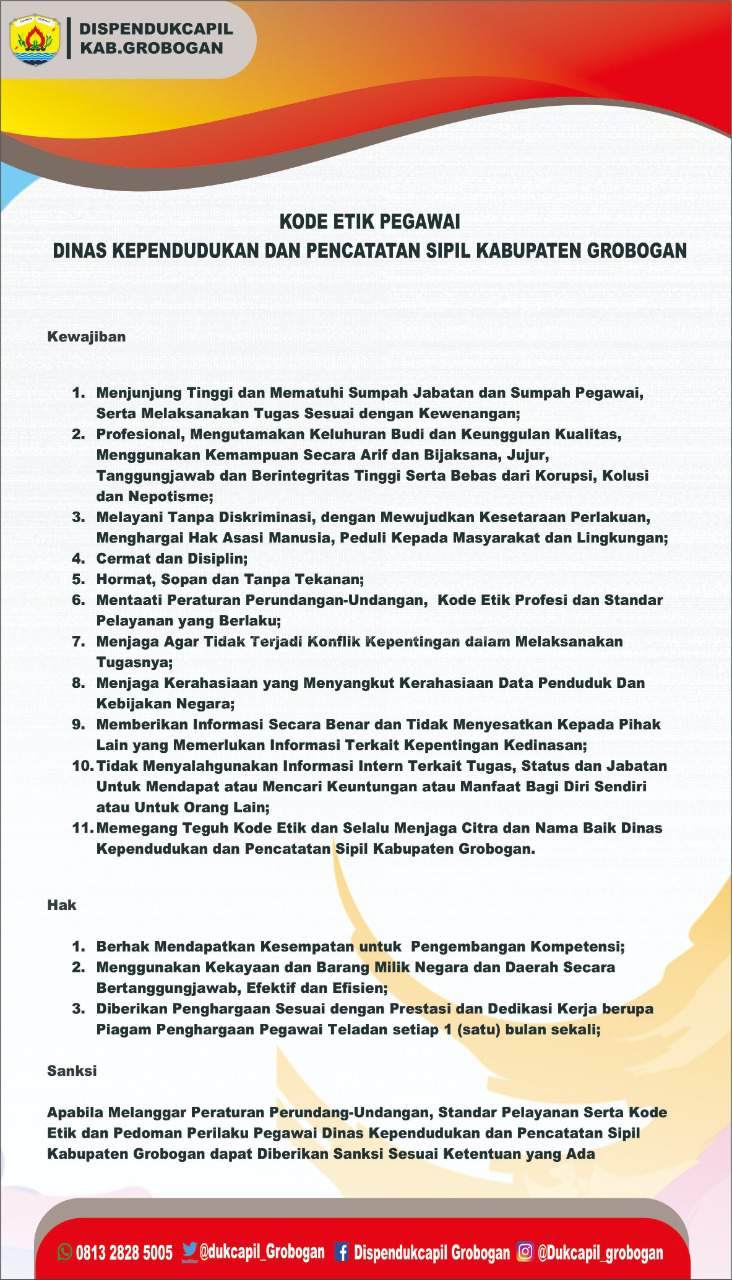 DISPENDUKCAPIL
KAB.GROBOGAN
KODE ETIK PEGAWAI
DINAS KEPENDUDUKAN DAN PENCATATAN SIPIL KABUPATEN GROBOGAN
Kewajiban
1. Menjunjung Tinggi dan Mematuhi Sumpah Jabatan dan Sumpah Pegawai,
Serta Melaksanakan Tugas Sesuai dengan Kewenangan;
2. Profesional, Mengutamakan Keluhuran Budi dan Keunggulan Kualitas,
Menggunakan Kemampuan Secara Arif dan Bijaksana, Jujur,
Tanggungjawab dan Berintegritas Tinggi Serta Bebas dari Korupsi, Kolusi
dan Nepotisme;
3. Melayani Tanpa Diskriminasi, dengan Mewujudkan Kesetaraan Perlakuan,
Menghargai Hak Asasi Manusia, Peduli Kepada Masyarakat dan Lingkungan;
4. Cermat dan Disiplin;
5. Hormat, Sopan dan Tanpa Tekanan;
6. Mentaati Peraturan Perundangan-Undangan, Kode Etik Profesi dan Standar
Pelayanan yang Berlaku;
7. Menjaga Agar Tidak Terjadi Konflik Kepentingan dalam Melaksanakan
Tugasnya;
8. Menjaga Kerahasiaan yang Menyangkut Kerahasiaan Data Penduduk Dan
Kebijakan Negara;
9. Memberikan Informasi Secara Benar dan Tidak Menyesatkan Kepada Pihak
Lain yang Memerlukan Informasi Terkait Kepentingan Kedinasan;
10. Tidak Menyalahgunakan Informasi Intern Terkait Tugas, Status dan Jabatan
Untuk Mendapat atau Mencari Keuntungan atau Manfaat Bagi Diri Sendiri
atau Untuk Orang Lain;
11. Memegang Teguh Kode Etik dan Selalu Menjaga Citra dan Nama Baik Dinas
Kependudukan dan Pencatatan Sipil Kabupaten Grobogan.
Hak
1. Berhak Mendapatkan Kesempatan untuk Pengembangan Kompetensi;
2. Menggunakan Kekayaan dan Barang Milik Negara dan Daerah Secara
Bertanggungjawab, Efektif dan Efisien;
3. Diberikan Penghargaan Sesuai dengan Prestasi dan Dedikasi Kerja berupa
Piagam Penghargaan Pegawai Teladan setiap 1 (satu) bulan sekali;
Sanksi
Apabila Melanggar Peraturan Perundang-Undangan, Standar Pelayanan Serta Kode
Etik dan Pedoman Perilaku Pegawai Dinas Kependudukan dan Pencatatan Sipil
Kabupaten Grobogan dapat Diberikan Sanksi Sesuai Ketentuan yang Ada
0813 2828 5005 @dukcapil_Grobogan Dispendukcapil Grobogan @Dukcapil_grobogan